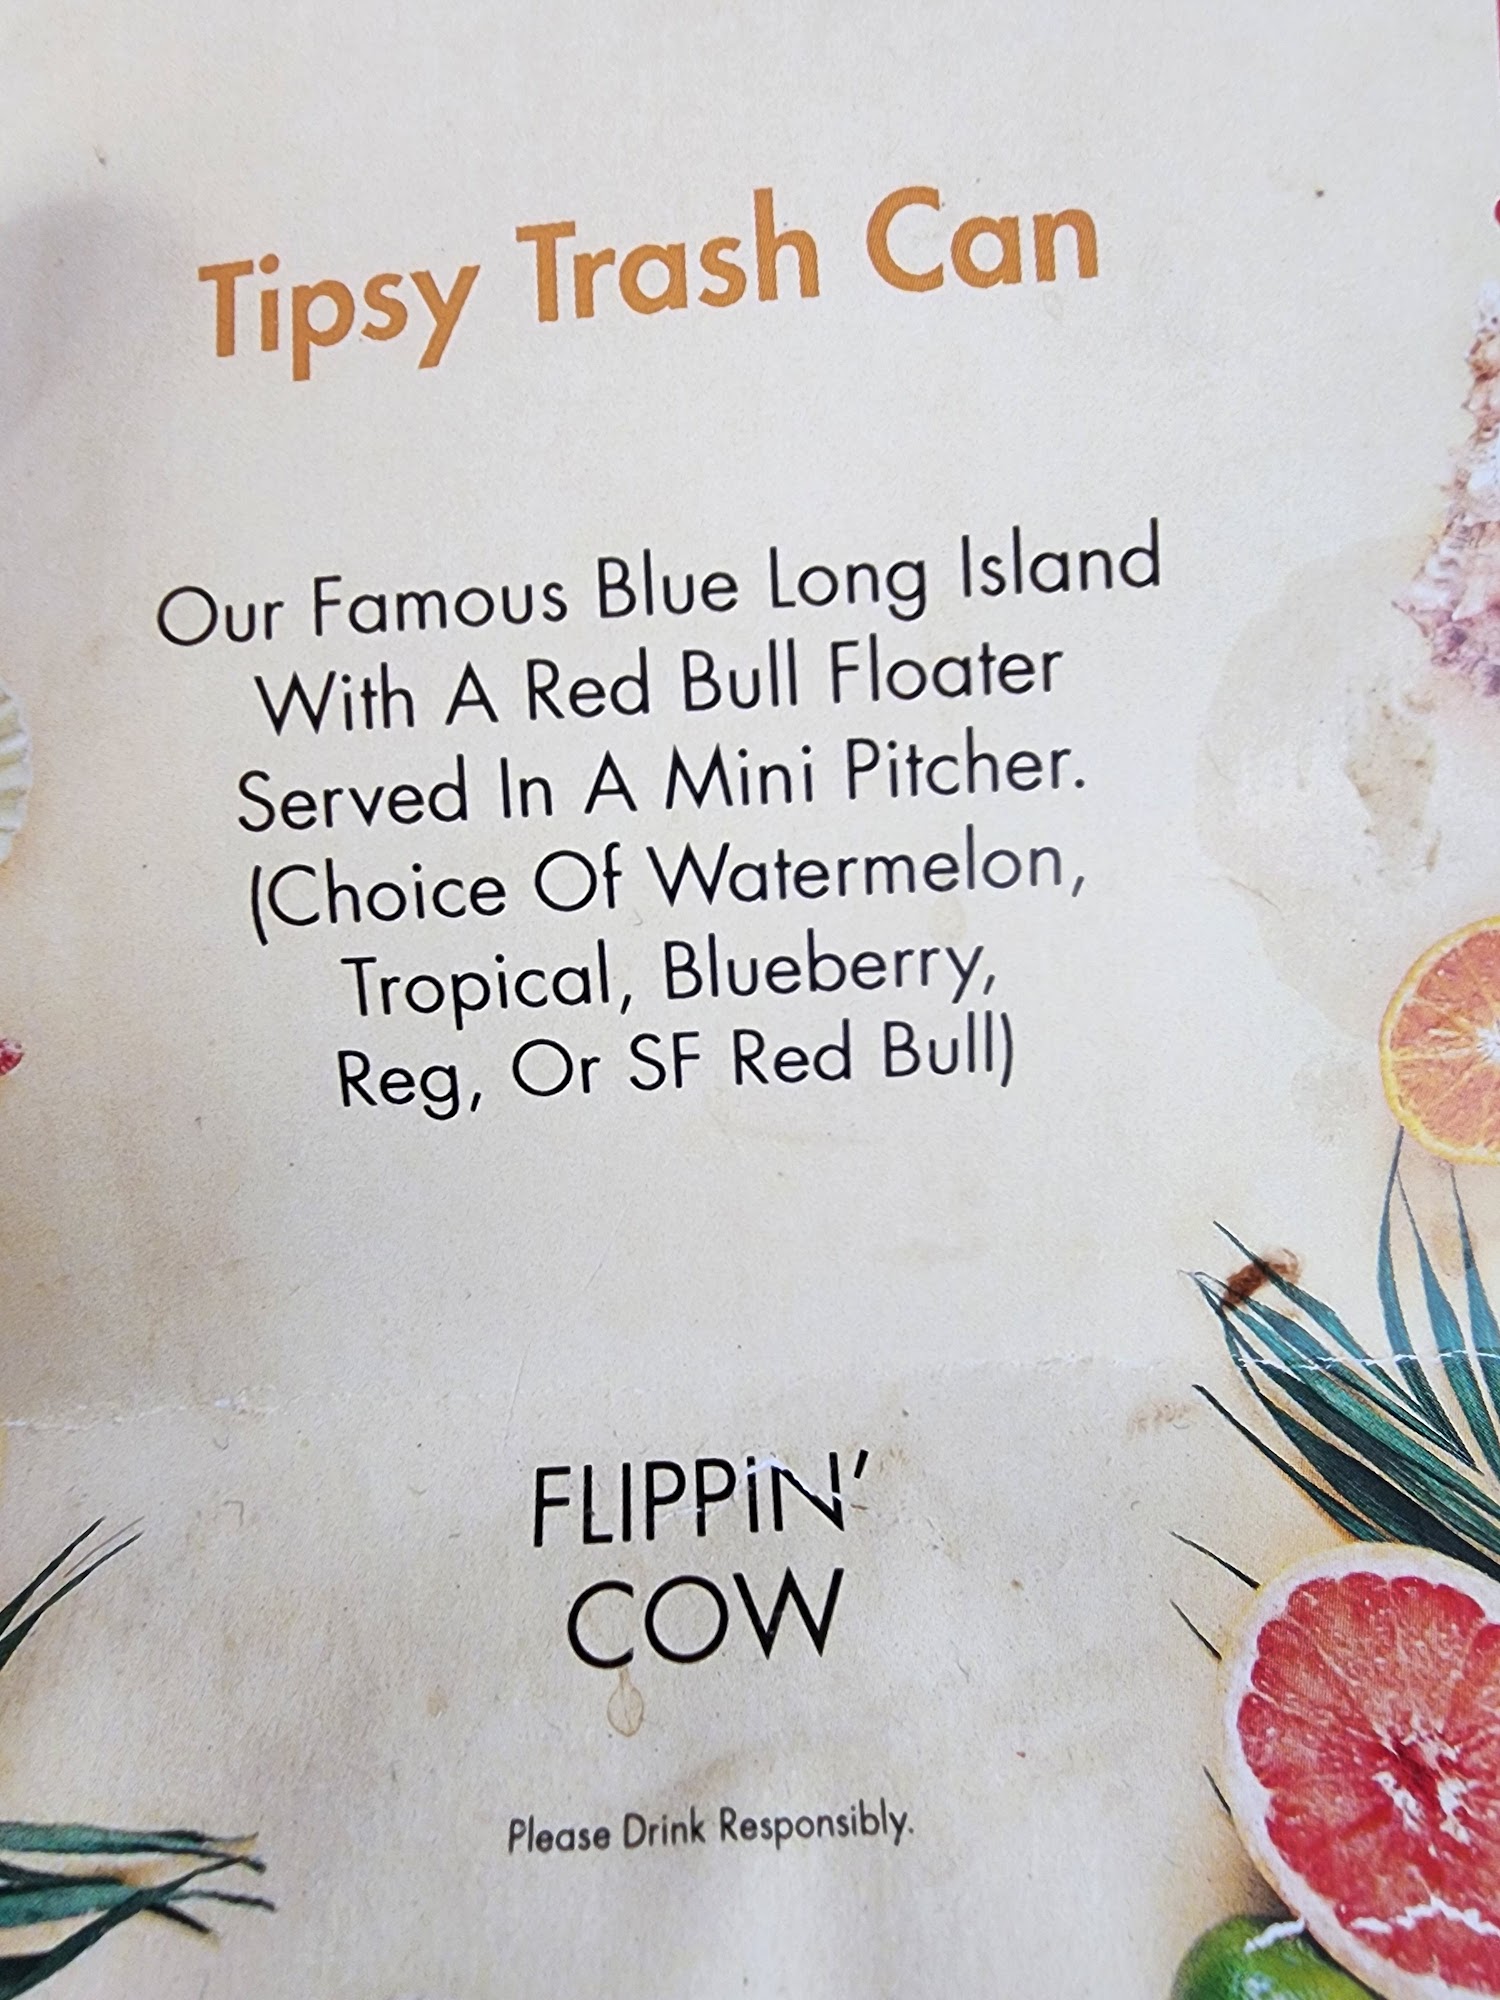 Tipsy Trash Can
Our Famous Blue Long Island
With A Red Bull Floater
Served In A Mini Pitcher.
(Choice Of Watermelon,
Tropical, Blueberry,
Reg, Or SF Red Bull)
FLIPPIN'
COW
Please Drink Responsibly.